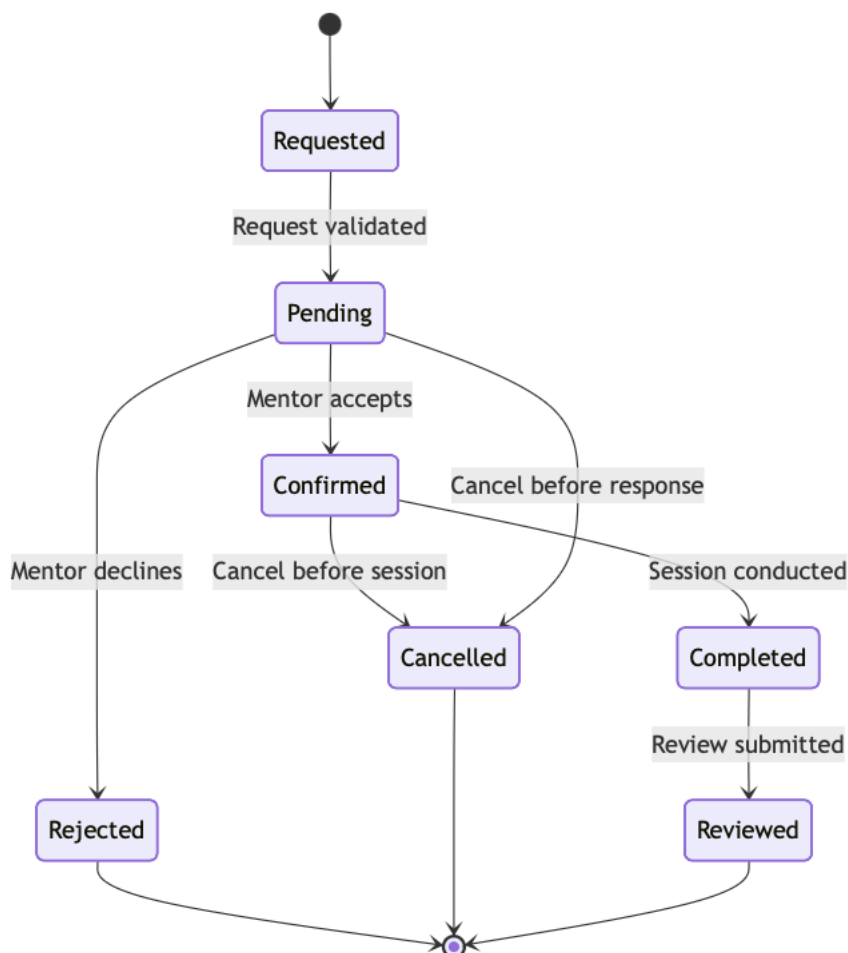 Requested
Request validated
Pending
Mentor accepts
Confirmed
Cancel before response
Mentor declines
Cancel before session
Session conducted
Cancelled
Completed
Review submitted
Rejected
Reviewed